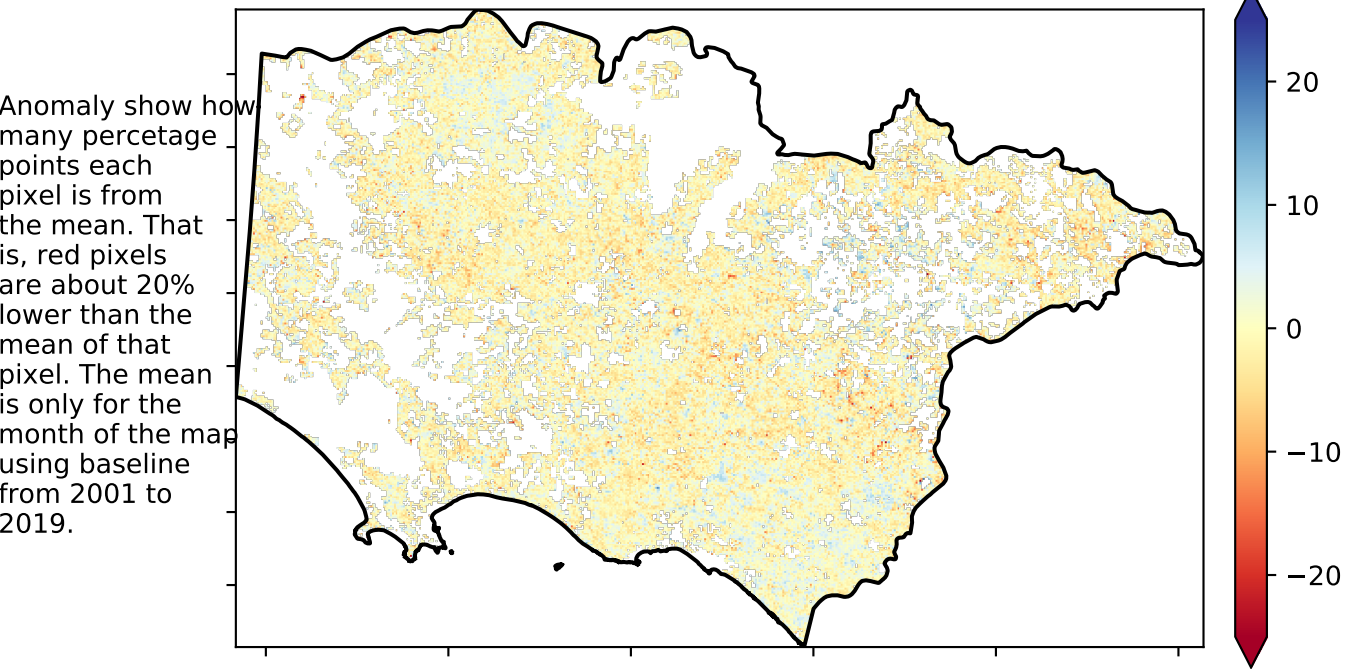 Anomaly show how
many percetage
points each
pixel is from
the mean. That
is, red pixels
are about 20%
lower than the
mean of that
pixel. The mean
is only for the
month of the map
using baseline
from 2001 to
2019.
20
10
0
−10
−20